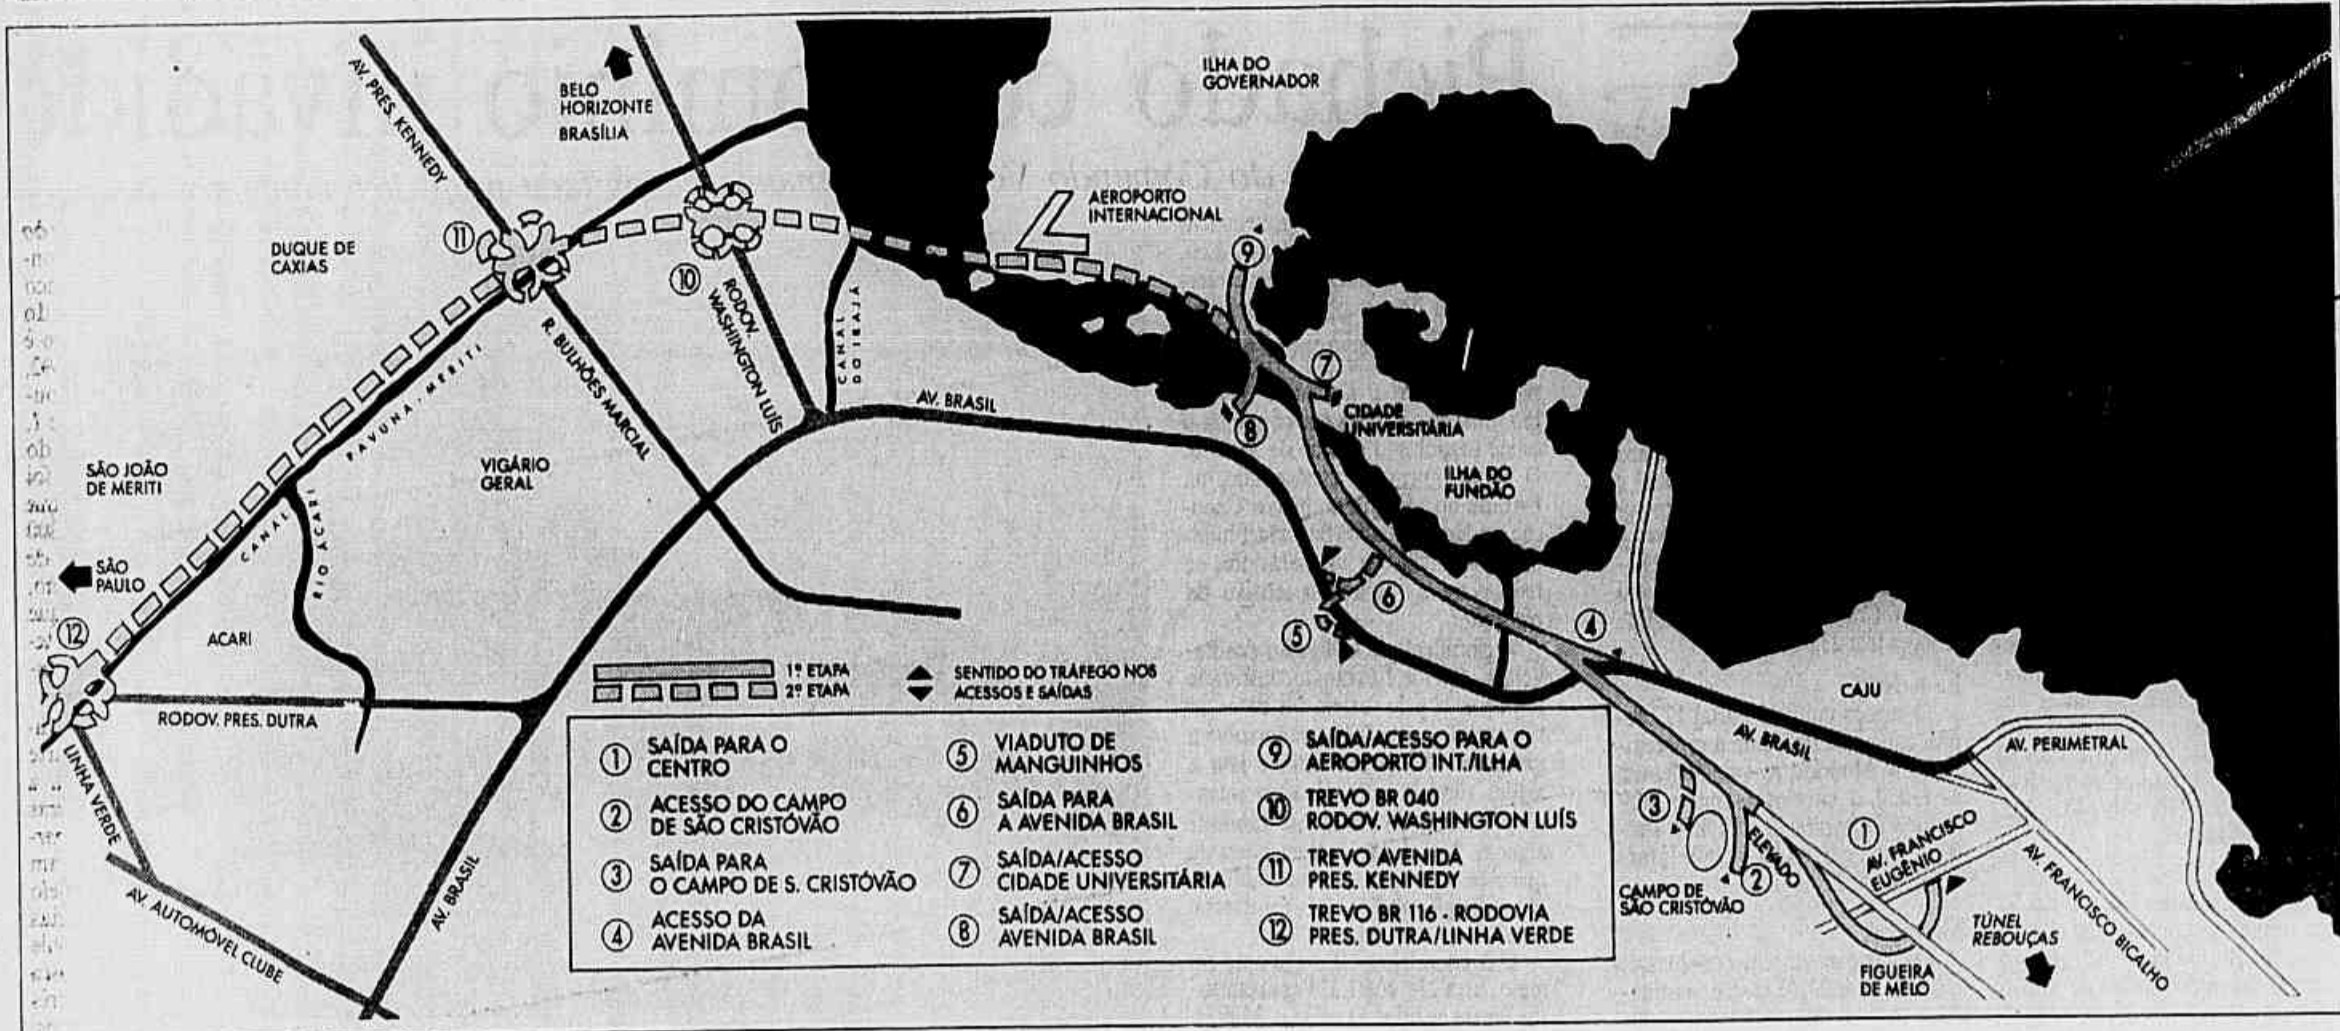 ILHA DO
GOVERNADOR
AV. PRES. KENNEDY
BELO
HORIZONTE
BRASÍLIA
AEROPORTO
INTERNACIONAL
DUQUE DE
CAXIAS
11
10
9
RODOV.
WASHINGTON LUÍS
CANAL
DO IRAJÁ
R. BULHÕES MARCIAL
PAVUNA-MERITI
CANAL
7
AV. BRASIL
8
CIDADE
UNIVERSITÁRIA
ILHA DO
FUNDÃO
SÃO JOÃO
DE MERITI
VIGÁRIO
GERAL
RIO ACARI
SÃO
PAULO
12
ACARI
6
5
4
1ª ETAPA
2ª ETAPA
SENTIDO DO TRÁFEGO NOS
ACESSOS E SAÍDAS
CAJU
RODOV. PRES. DUTRA
LINHA VERDE
AV. BRASIL
AV. PERIMETRAL
AV. AUTOMÓVEL CLUBE
AV. BRASIL
1 SAÍDA PARA O
CENTRO
2 ACESSO DO CAMPO
DE SÃO CRISTÓVÃO
3 SAÍDA PARA
O CAMPO DE S. CRISTÓVÃO
4 ACESSO DA
AVENIDA BRASIL
5 VIADUTO DE
MANGUINHOS
6 SAÍDA PARA
A AVENIDA BRASIL
7 SAÍDA/ACESSO
CIDADE UNIVERSITÁRIA
8 SAÍDA/ACESSO
AVENIDA BRASIL
9 SAÍDA/ACESSO PARA O
AEROPORTO INT./ILHA
10 TREVO BR 040
RODOV. WASHINGTON LUÍS
11 TREVO AVENIDA
PRES. KENNEDY
12 TREVO BR 116 - RODOVIA
PRES. DUTRA/LINHA VERDE
3
1
AV. FRANCISCO
EUGÊNIO
ELEVADO
2
CAMPO DE
SÃO CRISTÓVÃO
AV. FRANCISCO BICALHO
TÚNEL
REBOUÇAS
FIGUEIRA
DE MELO